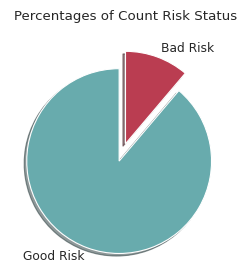 Percentages of Count Risk Status
Bad Risk
Good Risk